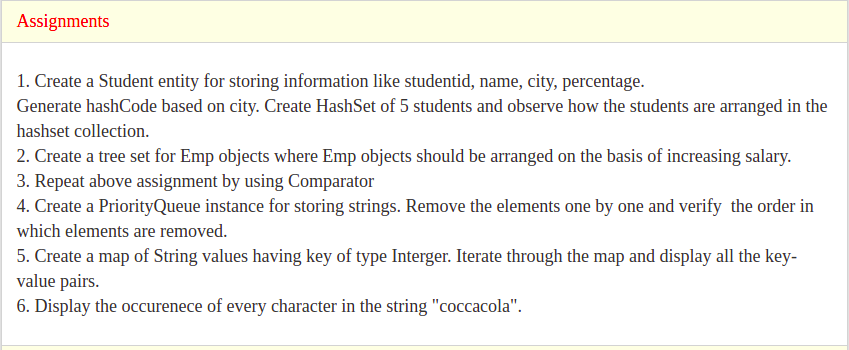 Assignments
1. Create a Student entity for storing information like studentid, name, city, percentage.
Generate hashCode based on city. Create HashSet of 5 students and observe how the students are arranged in the
hashset collection.
2. Create a tree set for Emp objects where Emp objects should be arranged on the basis of increasing salary.
3. Repeat above assignment by using Comparator
4. Create a PriorityQueue instance for storing strings. Remove the elements one by one and verify  the order in
which elements are removed.
5. Create a map of String values having key of type Interger. Iterate through the map and display all the key-
value pairs.
6. Display the occurenece of every character in the string "coccacola".